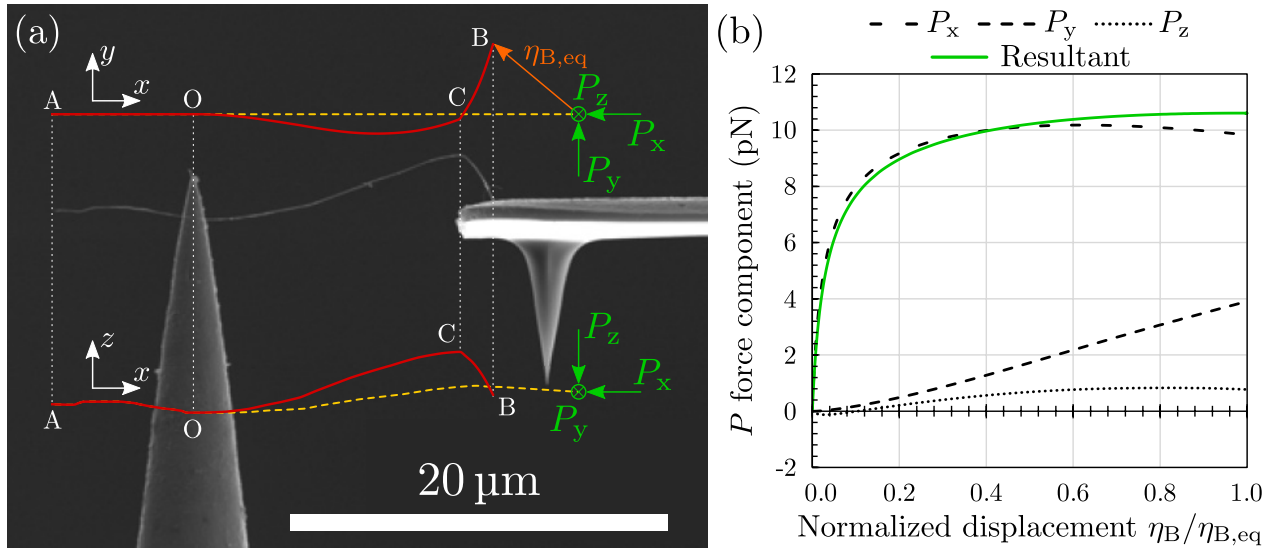 (a)
y
x
A
O
C
B
η_B,eq
P_z
P_x
P_y
z
x
A
O
C
B
P_z
P_x
P_y
20 µm
(b)
P_x P_y P_z
Resultant
P force component (pN)
12
10
8
6
4
2
0
-2
0.0 0.2 0.4 0.6 0.8 1.0
Normalized displacement η_B/η_B,eq